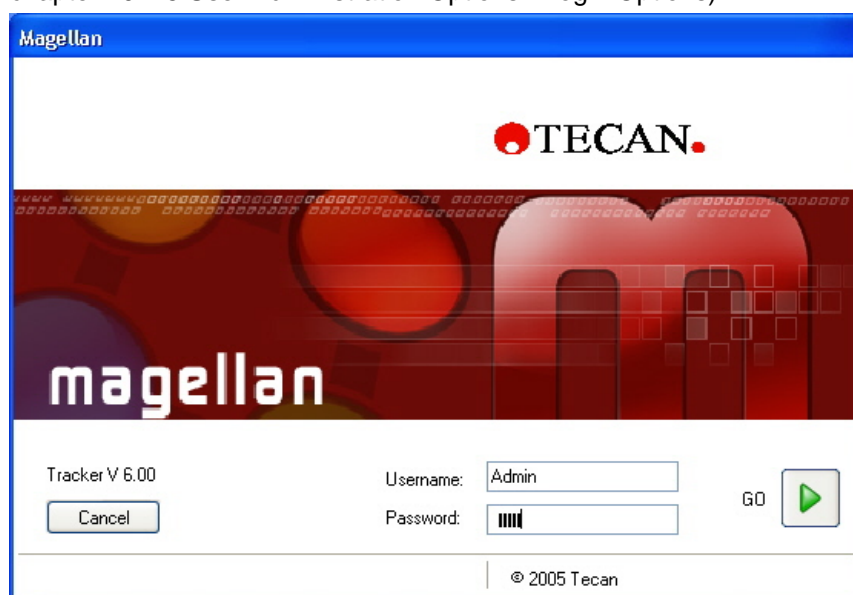 Magellan
TECAN.
magellan
Tracker V 6.00
Username:
Admin
GO
Cancel
Password:
© 2005 Tecan